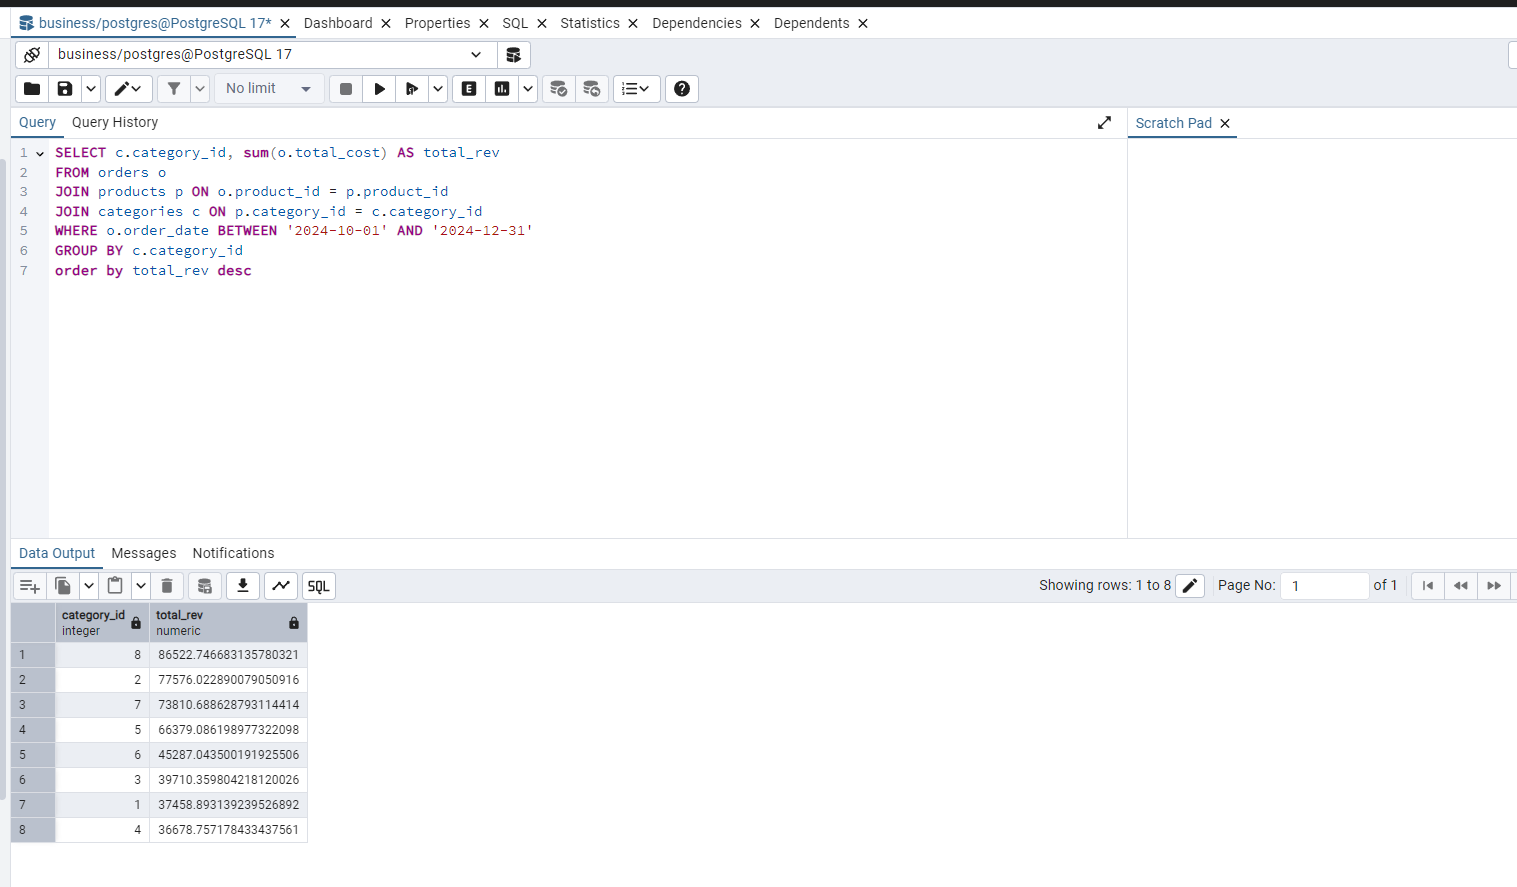 business/postgres@PostgreSQL 17* Dashboard Properties SQL Statistics Dependencies Dependents
business/postgres@PostgreSQL 17
No limit
Query Query History
Scratch Pad
1 SELECT c.category_id, sum(o.total_cost) AS total_rev
2 FROM orders o
3 JOIN products p ON o.product_id = p.product_id
4 JOIN categories c ON p.category_id = c.category_id
5 WHERE o.order_date BETWEEN '2024-10-01' AND '2024-12-31'
6 GROUP BY c.category_id
7 order by total_rev desc
Data Output Messages Notifications
SQL Showing rows: 1 to 8 Page No: 1 of 1
category_id total_rev
integer numeric
1 8 86522.746683135780321
2 2 77576.022890079050916
3 7 73810.688628793114414
4 5 66379.086198977322098
5 6 45287.043500191925506
6 3 39710.359804218120026
7 1 37458.893139239526892
8 4 36678.757178433437561